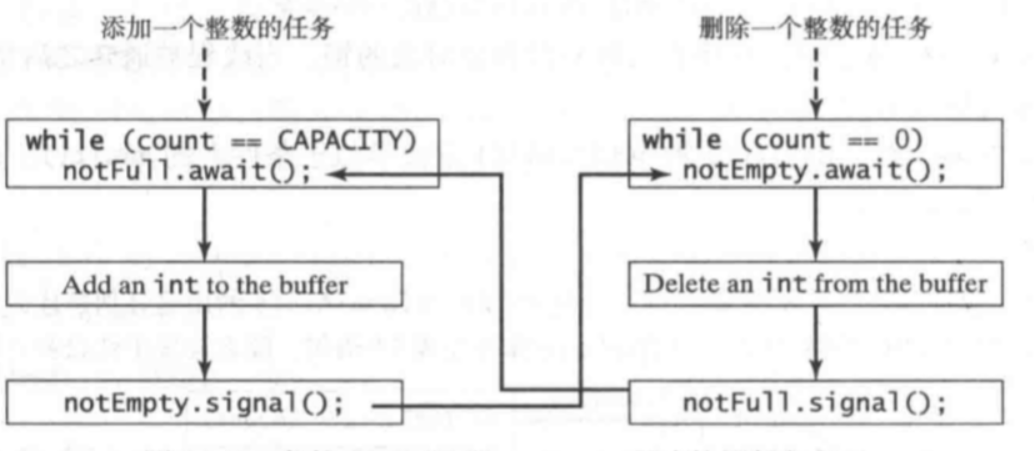 添加一个整数的任务
while (count == CAPACITY)
notFull.await();
Add an int to the buffer
notEmpty.signal();
删除一个整数的任务
while (count == 0)
notEmpty.await();
Delete an int from the buffer
notFull.signal();